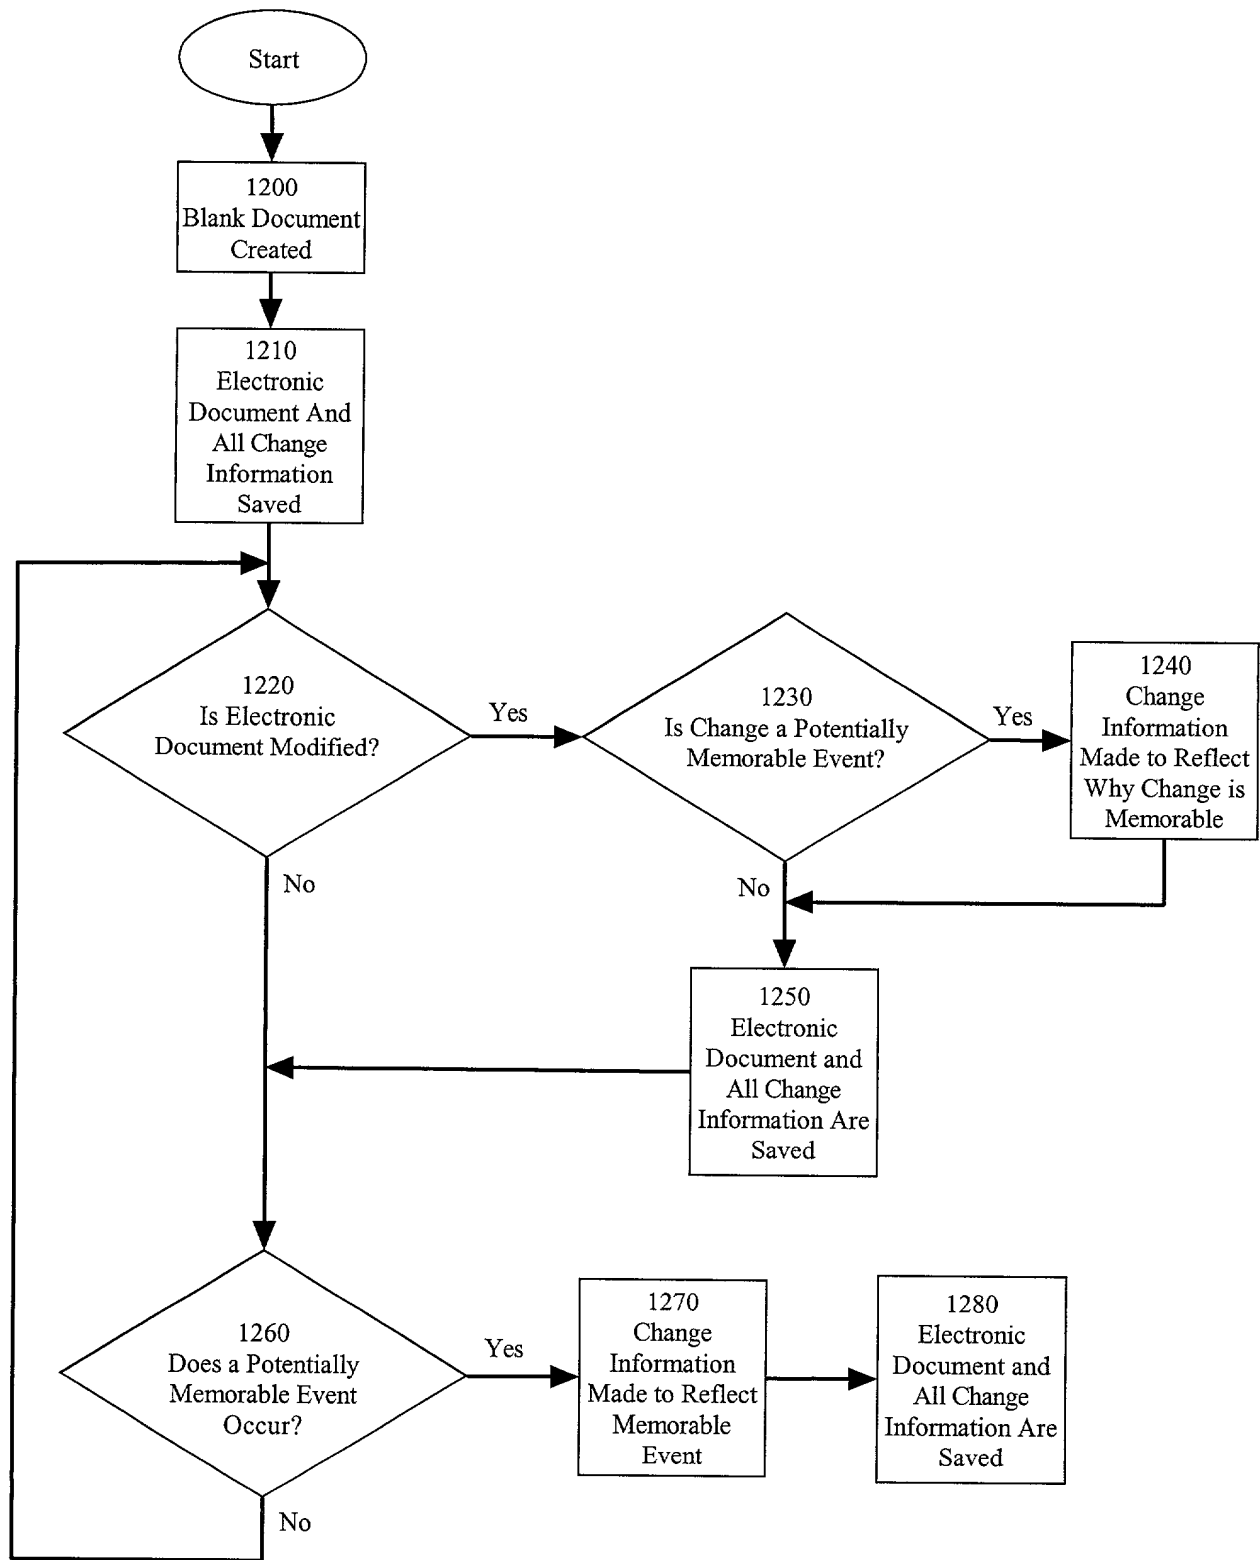 Start
1200
Blank Document
Created
1210
Electronic
Document And
All Change
Information
Saved
1220
Is Electronic
Document Modified?
Yes
1230
Is Change a Potentially
Memorable Event?
Yes
1240
Change
Information
Made to Reflect
Why Change is
Memorable
No
No
1250
Electronic
Document and
All Change
Information Are
Saved
1260
Does a Potentially
Memorable Event
Occur?
Yes
1270
Change
Information
Made to Reflect
Memorable
Event
1280
Electronic
Document and
All Change
Information Are
Saved
No